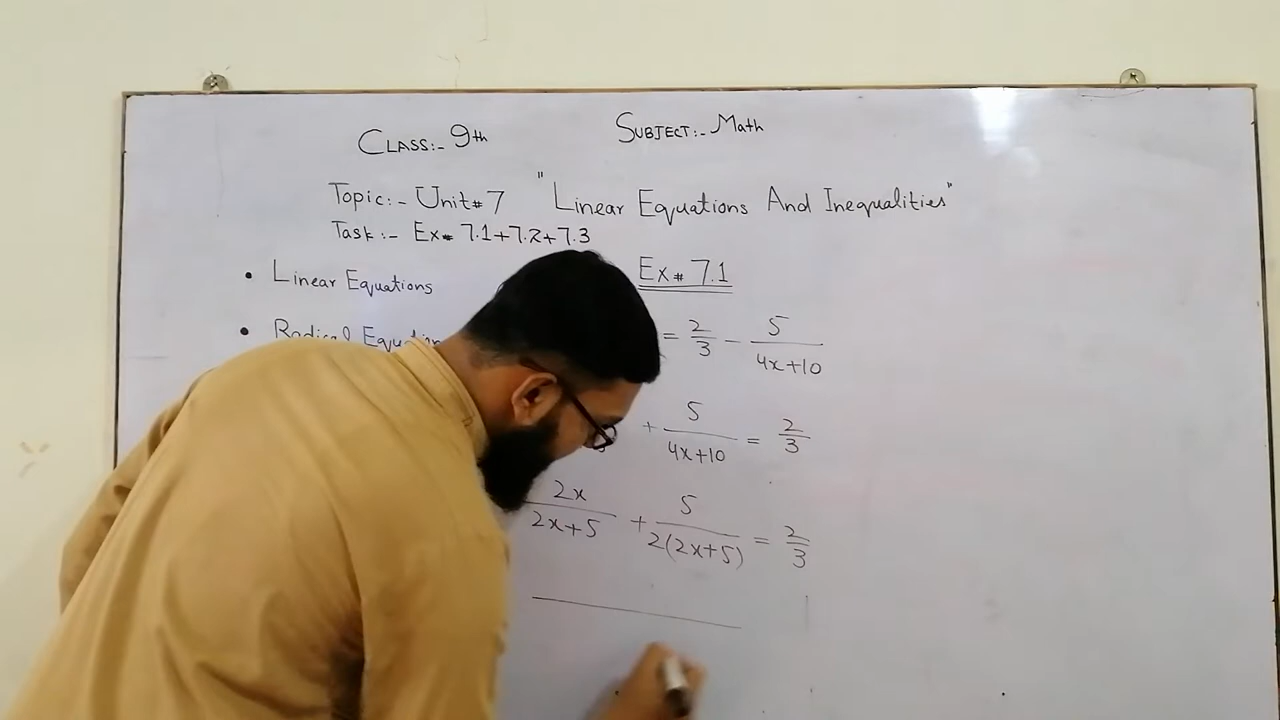 CLASS:- 9th SUBJECT:- Math
Topic:- Unit#7 "Linear Equations And Inequalities"
Task:- Ex# 7.1+7.2+7.3
• Linear Equations
Ex# 7.1
• Radical
= 2/3 - 5/(4x+10)
+ 5/(4x+10) = 2/3
2x/(2x+5) + 5/(2(2x+5)) = 2/3